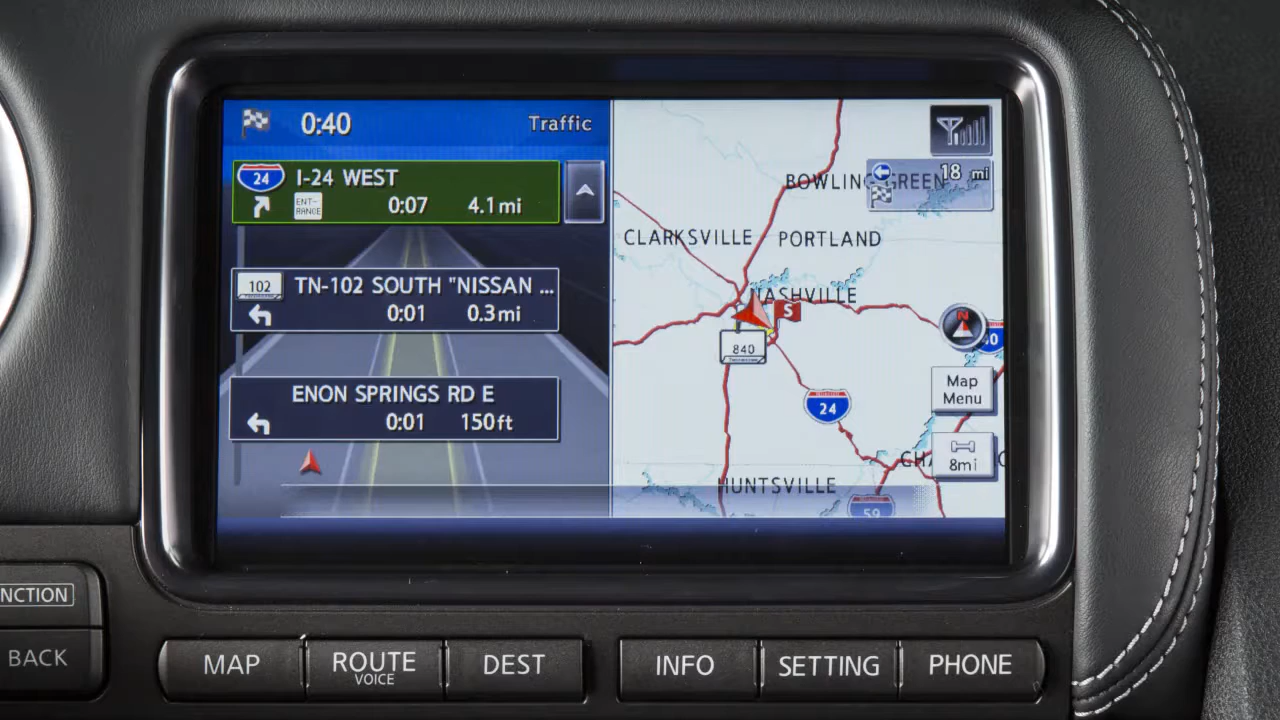 0:40 Traffic
24 I-24 WEST
ENT-
RANCE
0:07 4.1mi
102 TN-102 SOUTH "NISSAN ...
0:01 0.3mi
ENON SPRINGS RD E
0:01 150ft
BOWLING GREEN
18 mi
CLARKSVILLE PORTLAND
NASHVILLE
S
N
840
24
Map
Menu
8mi
HUNTSVILLE
59
NCTION
BACK
MAP
ROUTE
VOICE
DEST
INFO
SETTING
PHONE